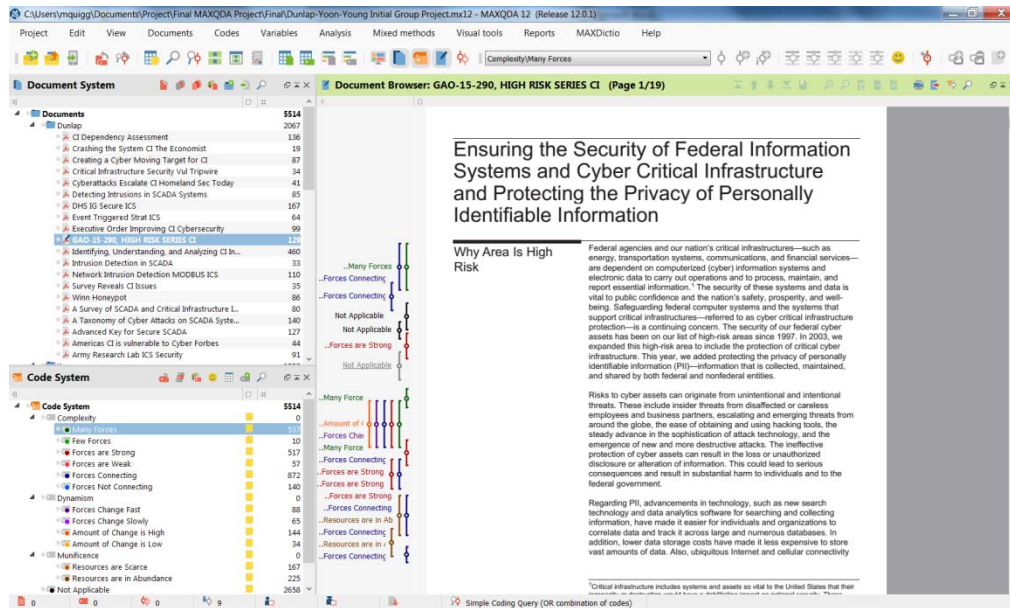 C:\Users\mquigg\Documents\Project\Final MAXQDA Project\Final\Dunlap-Yoon-Young Initial Group Project.mx12 - MAXQDA 12 (Release 12.0.1)
Project Edit View Documents Codes Variables Analysis Mixed methods Visual tools Reports MAXDictio Help
Complexity\Many Forces
Document System
Documents 5514
Dunlap 2067
CI Dependency Assessment 136
Crashing the System CI The Economist 19
Creating a Cyber Moving Target for CI 87
Critical Infrastructure Security Vul Tripwire 34
Cyberattacks Escalate CI Homeland Sec Today 41
Detecting Intrusions in SCADA Systems 85
DHS IG Secure ICS 167
Event Triggered Strat ICS 64
Executive Order Improving CI Cybersecurity 99
GAO-15-290, HIGH RISK SERIES CI 129
Identifying, Understanding, and Analyzing CI In... 460
Intrusion Detection in SCADA 33
Network Intrusion Detection MODBUS ICS 110
Survey Reveals CI Issues 35
Winn Honeypot 86
A Survey of SCADA and Critical Infrastructure I... 80
A Taxonomy of Cyber Attacks on SCADA Syste... 140
Advanced Key for Secure SCADA 127
Americas CI is vulnerable to Cyber Forbes 44
Army Research Lab ICS Security 91
Code System
Code System 5514
Complexity 0
Many Forces 537
Few Forces 10
Forces are Strong 517
Forces are Weak 57
Forces Connecting 872
Forces Not Connecting 140
Dynamism 0
Forces Change Fast 88
Forces Change Slowly 65
Amount of Change is High 144
Amount of Change is Low 34
Munificence 0
Resources are Scarce 167
Resources are in Abundance 225
Not Applicable 2658
Document Browser: GAO-15-290, HIGH RISK SERIES CI (Page 1/19)
..Many Forces
..Forces Connecting
..Forces Connecting
Not Applicable
Not Applicable
..Forces are Strong
Not Applicable
..Many Force
..Amount of
..Forces Cha
..Many Force
..Forces Connecting
..Forces are Strong
..Forces are Strong
..Forces are Strong
..Forces Connecting
..Resources are in Ab
..Forces Connecting
..Resources are in
..Forces Connecting
Ensuring the Security of Federal Information
Systems and Cyber Critical Infrastructure
and Protecting the Privacy of Personally
Identifiable Information
Why Area Is High
Risk
Federal agencies and our nation's critical infrastructures—such as
energy, transportation systems, communications, and financial services—
are dependent on computerized (cyber) information systems and
electronic data to carry out operations and to process, maintain, and
report essential information.1 The security of these systems and data is
vital to public confidence and the nation's safety, prosperity, and well-
being. Safeguarding federal computer systems and the systems that
support critical infrastructures—referred to as cyber critical infrastructure
protection—is a continuing concern. The security of our federal cyber
assets has been on our list of high-risk areas since 1997. In 2003, we
expanded this high-risk area to include the protection of critical cyber
infrastructure. This year, we added protecting the privacy of personally
identifiable information (PII)—information that is collected, maintained,
and shared by both federal and nonfederal entities.
Risks to cyber assets can originate from unintentional and intentional
threats. These include insider threats from disaffected or careless
employees and business partners, escalating and emerging threats from
around the globe, the ease of obtaining and using hacking tools, the
steady advance in the sophistication of attack technology, and the
emergence of new and more destructive attacks. The ineffective
protection of cyber assets can result in the loss or unauthorized
disclosure or alteration of information. This could lead to serious
consequences and result in substantial harm to individuals and to the
federal government.
Regarding PII, advancements in technology, such as new search
technology and data analytics software for searching and collecting
information, have made it easier for individuals and organizations to
correlate data and track it across large and numerous databases. In
addition, lower data storage costs have made it less expensive to store
vast amounts of data. Also, ubiquitous Internet and cellular connectivity
1Critical infrastructure includes systems and assets so vital to the United States that their
0 0 0 9 Simple Coding Query (OR combination of codes)